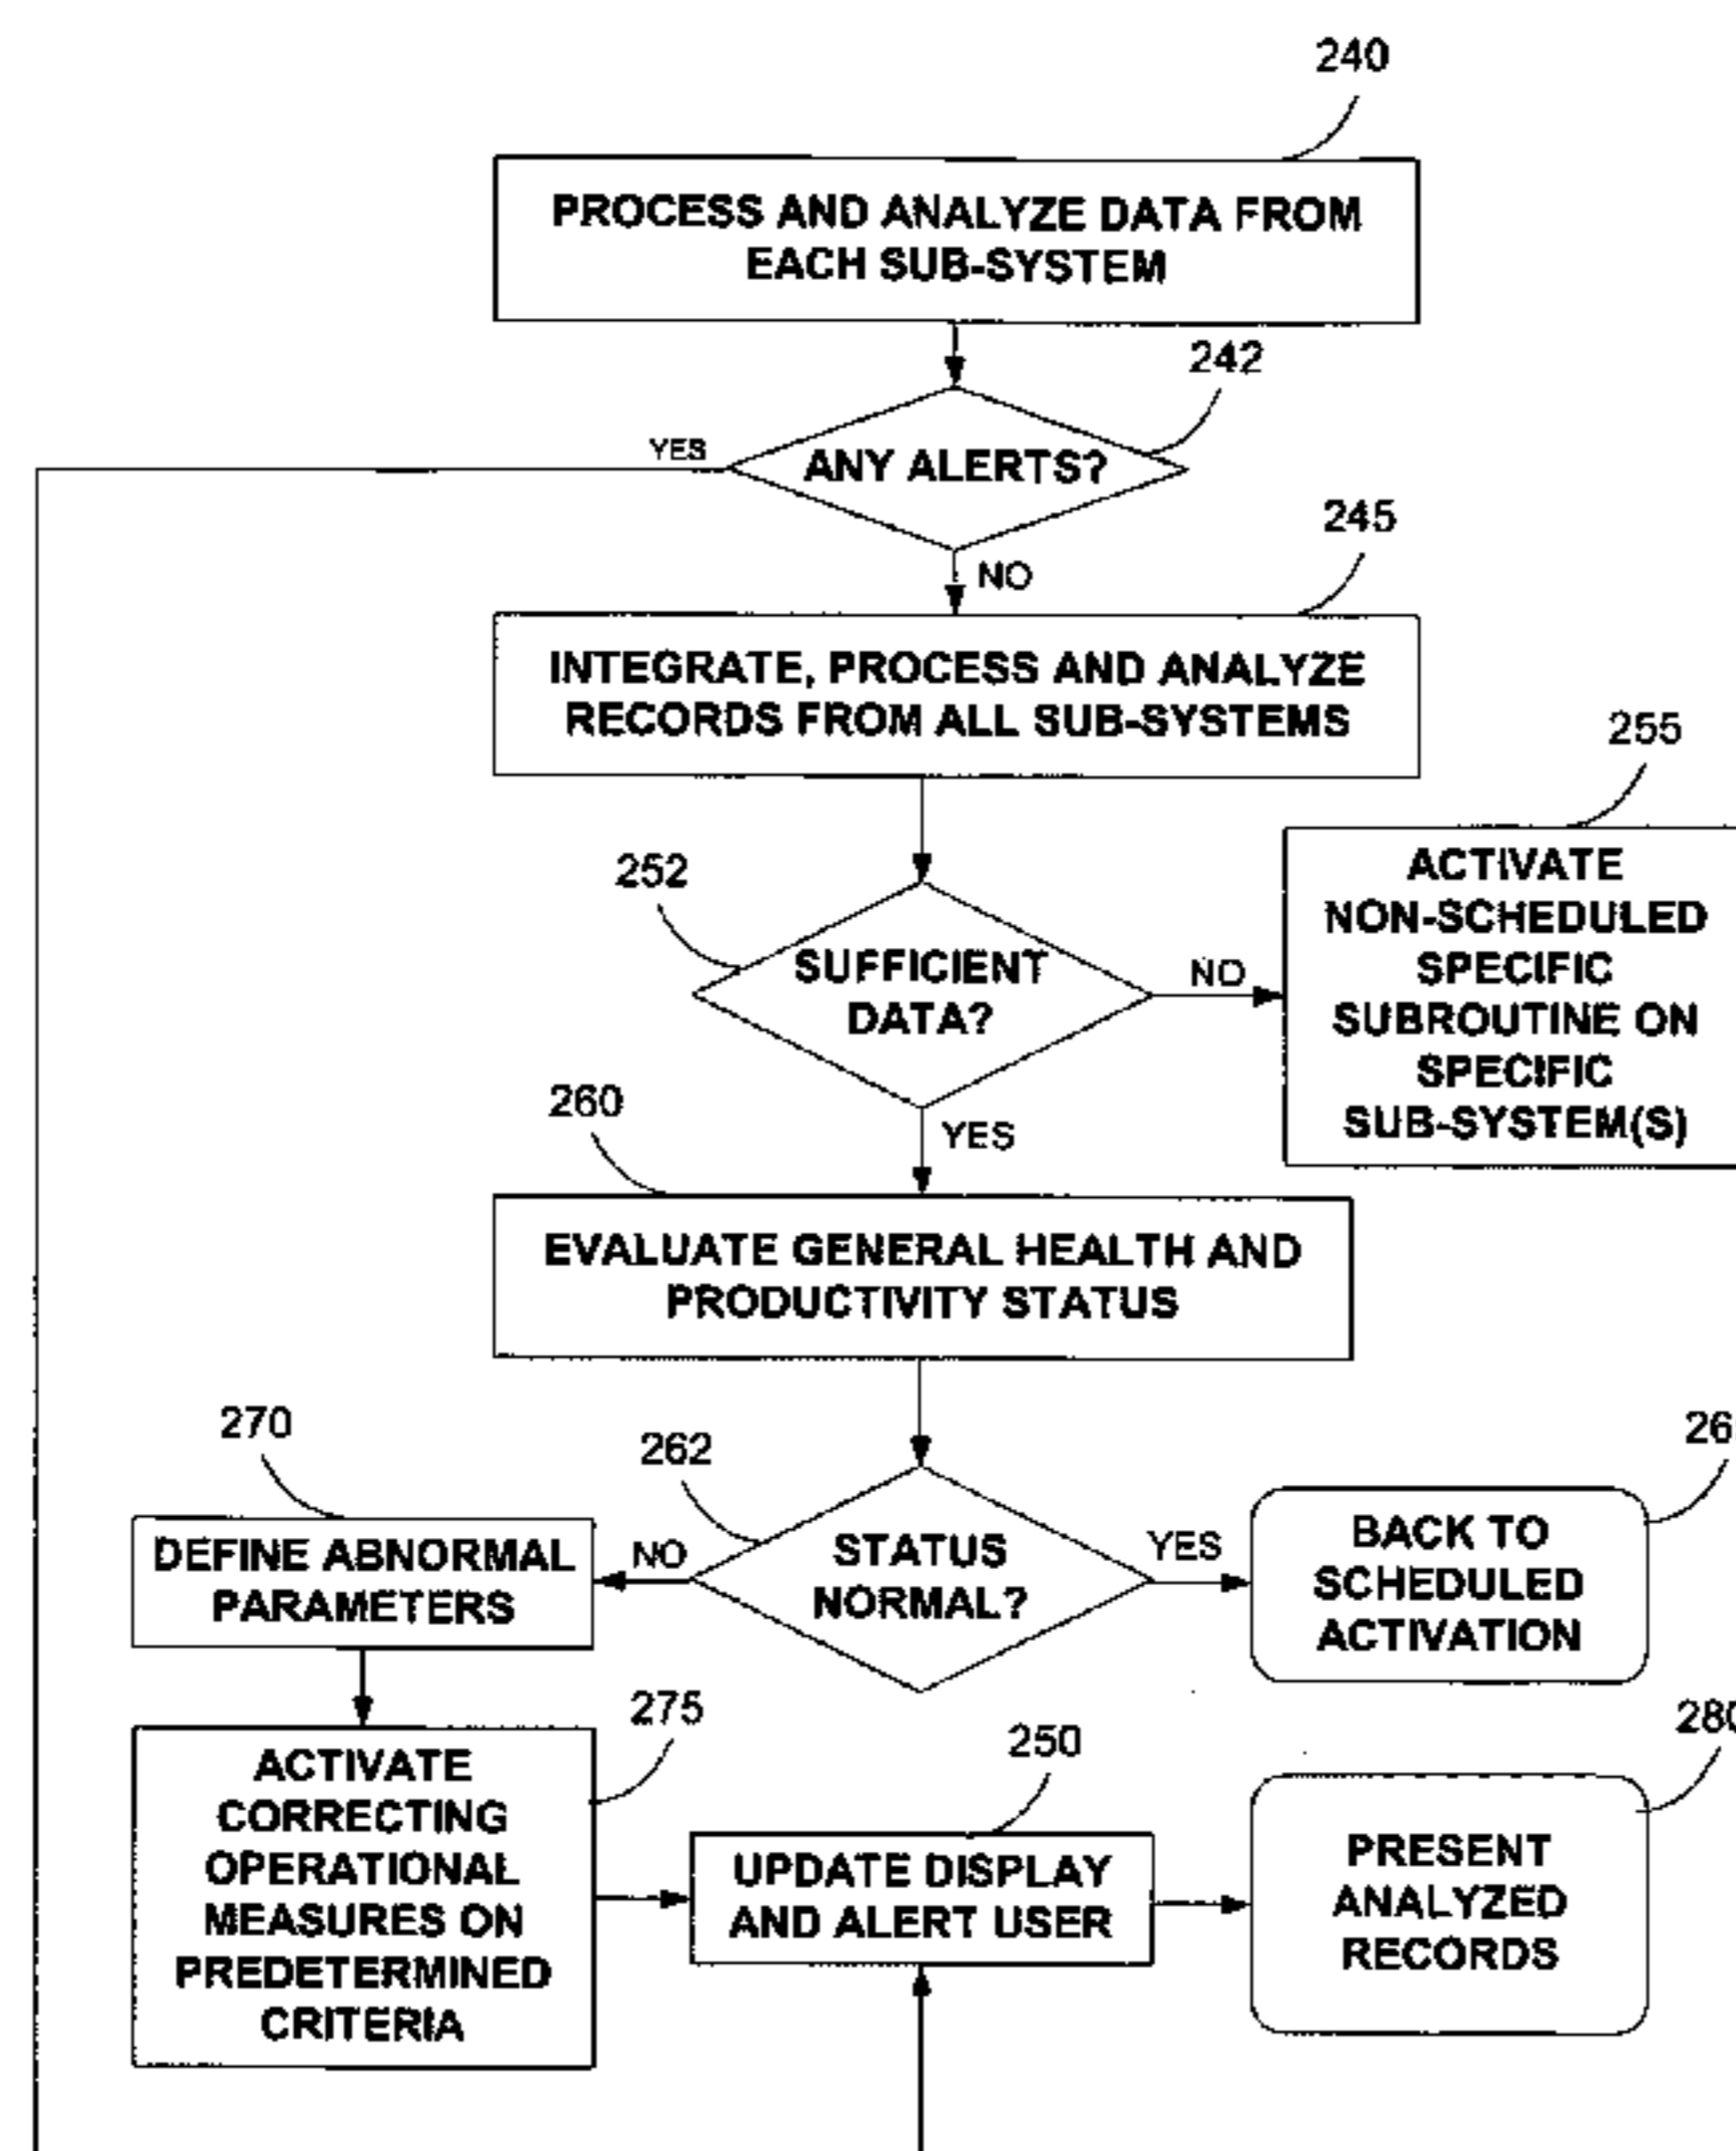 240
PROCESS AND ANALYZE DATA FROM
EACH SUB-SYSTEM
242
YES
ANY ALERTS?
NO
245
INTEGRATE, PROCESS AND ANALYZE
RECORDS FROM ALL SUB-SYSTEMS
255
ACTIVATE
NON-SCHEDULED
SPECIFIC
SUBROUTINE ON
SPECIFIC
SUB-SYSTEM(S)
252
SUFFICIENT
DATA?
NO
YES
260
EVALUATE GENERAL HEALTH AND
PRODUCTIVITY STATUS
270
262
26
DEFINE ABNORMAL
PARAMETERS
NO
STATUS
NORMAL?
YES
BACK TO
SCHEDULED
ACTIVATION
275
ACTIVATE
CORRECTING
OPERATIONAL
MEASURES ON
PREDETERMINED
CRITERIA
250
UPDATE DISPLAY
AND ALERT USER
280
PRESENT
ANALYZED
RECORDS